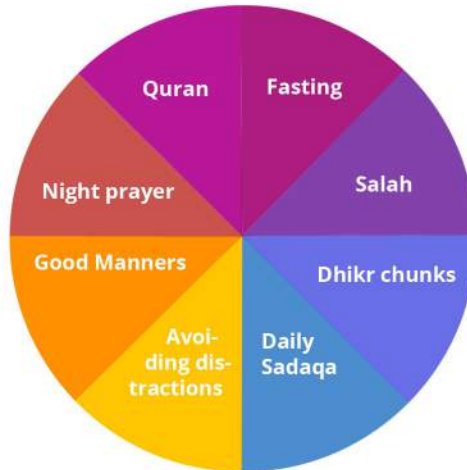 Quran
Fasting
Night prayer
Salah
Good Manners
Dhikr chunks
Avoi-
ding dis-
tractions
Daily
Sadaqa